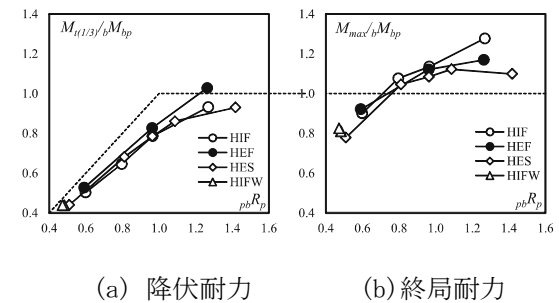 M_t(1/3)/_bM_bp
1.4
1.2
1.0
0.8
0.6
0.4
HIF
HEF
HES
HIFW
_pbR_p
0.4 0.6 0.8 1.0 1.2 1.4 1.6
(a) 降伏耐力
M_max/_bM_bp
1.4
1.2
1.0
0.8
0.6
0.4
HIF
HEF
HES
HIFW
_pbR_p
0.4 0.6 0.8 1.0 1.2 1.4 1.6
(b)終局耐力